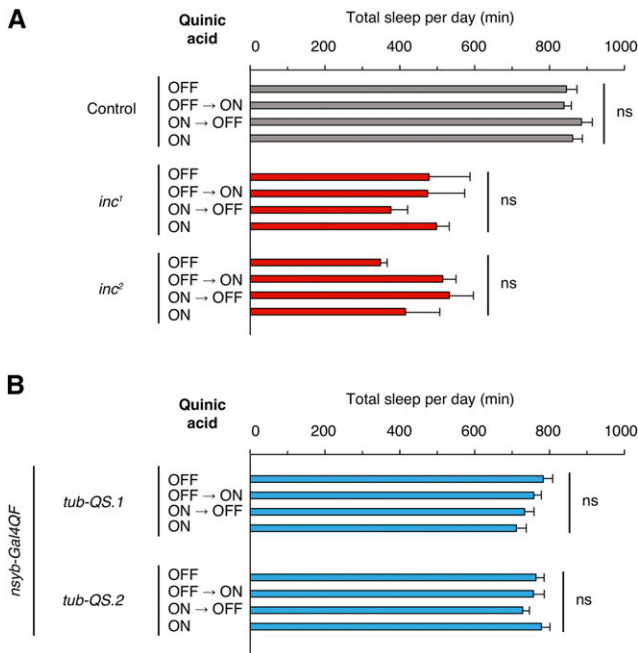 A
Quinic acid
Total sleep per day (min)
0 200 400 600 800 1000
Control
OFF
OFF → ON
ON → OFF
ON
ns
inc¹
OFF
OFF → ON
ON → OFF
ON
ns
inc²
OFF
OFF → ON
ON → OFF
ON
ns
B
Quinic acid
Total sleep per day (min)
0 200 400 600 800 1000
nsyb-Gal4QF
tub-QS.1
OFF
OFF → ON
ON → OFF
ON
ns
tub-QS.2
OFF
OFF → ON
ON → OFF
ON
ns